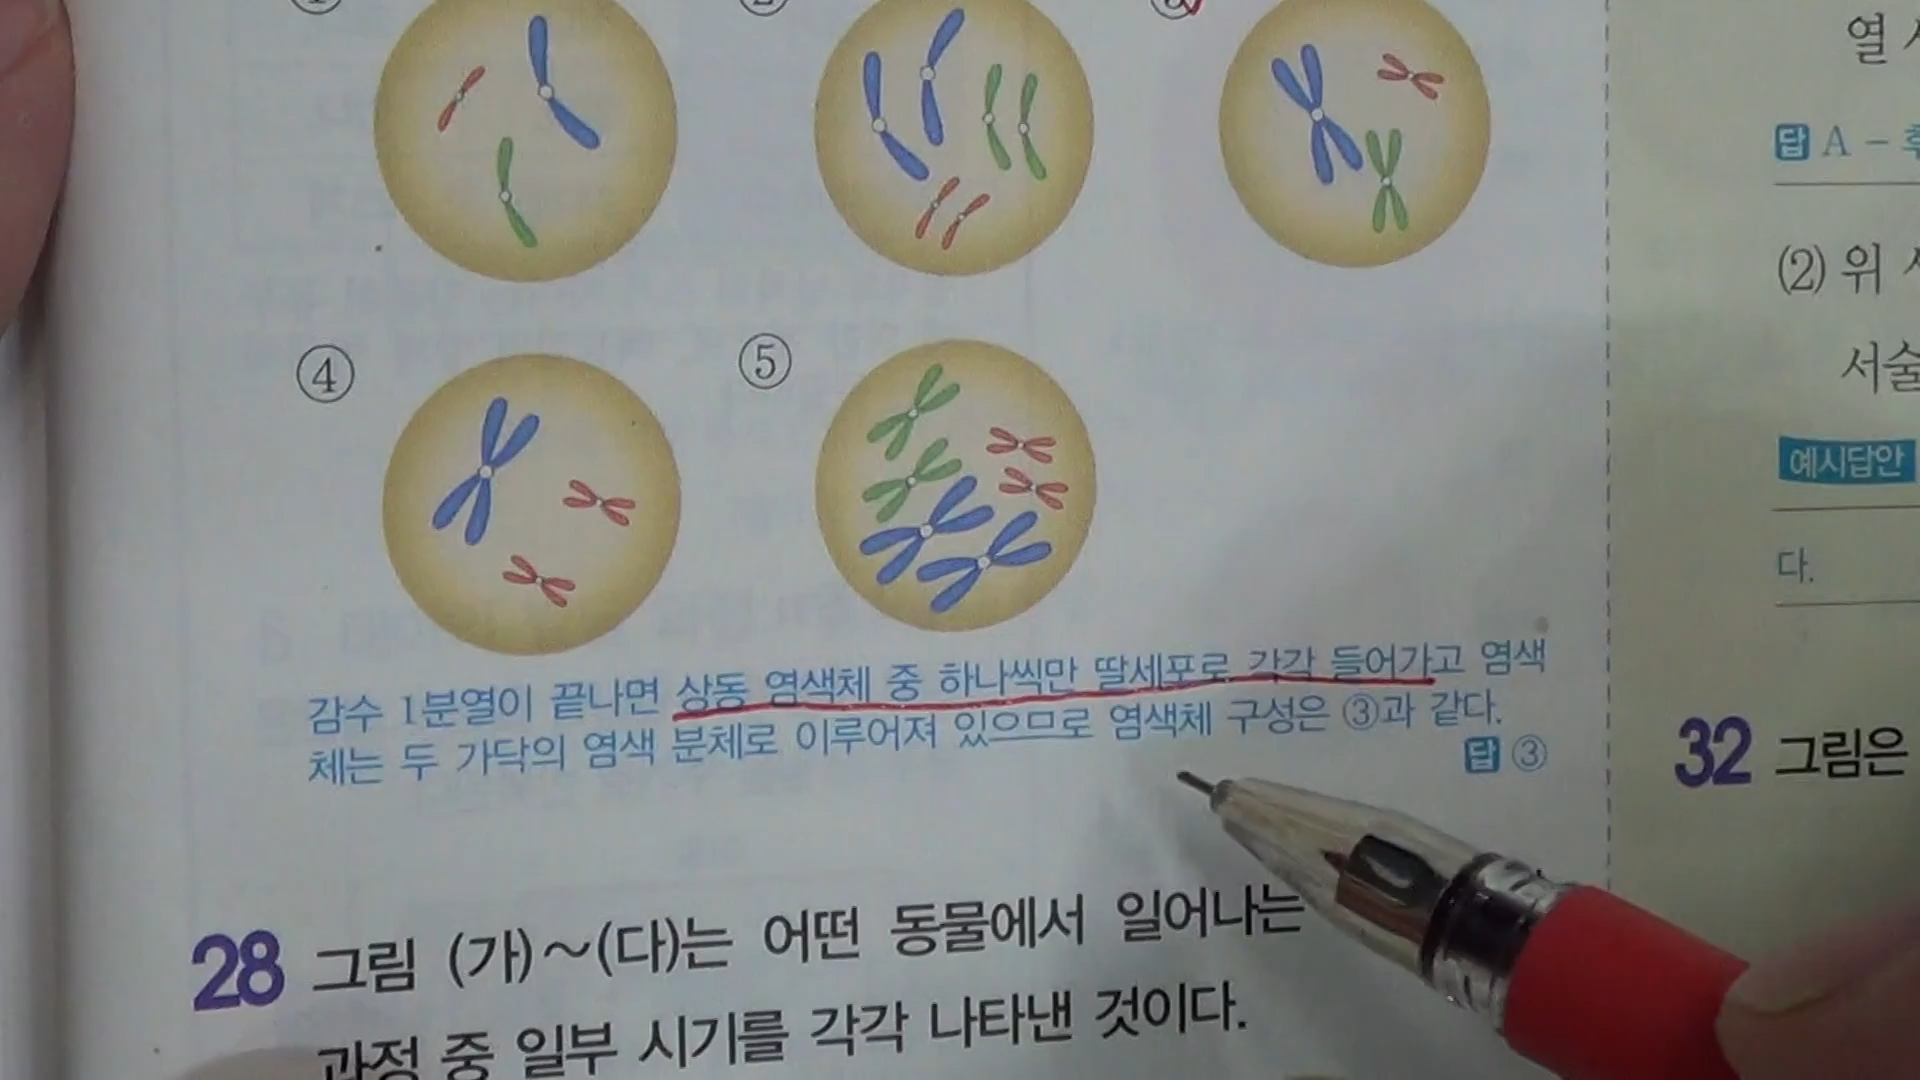 ①
②
③
④
⑤
감수 1분열이 끝나면 상동 염색체 중 하나씩만 딸세포로 각각 들어가고 염색
체는 두 가닥의 염색 분체로 이루어져 있으므로 염색체 구성은 ③과 같다.
답 ③
28 그림 (가)~(다)는 어떤 동물에서 일어나는
과정 중 일부 시기를 각각 나타낸 것이다.
열
답 A - 후
(2) 위
서술
예시답안
다.
32 그림은